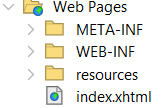 Web Pages
META-INF
WEB-INF
resources
index.xhtml